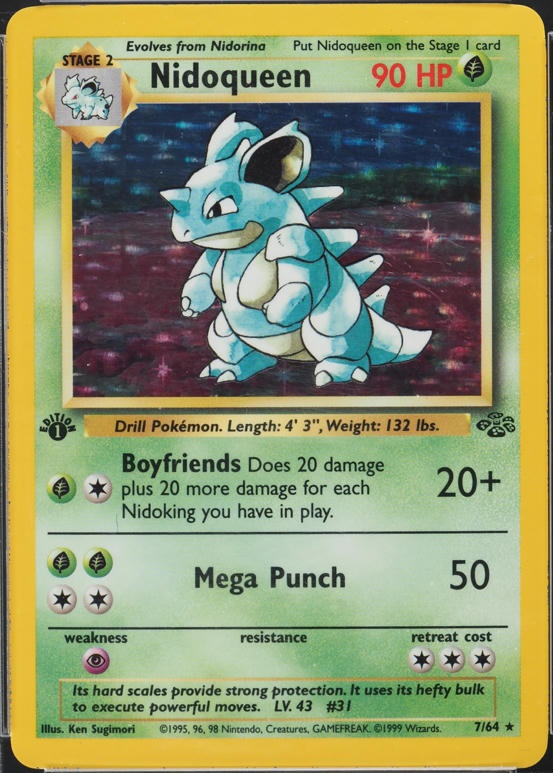 Evolves from Nidorina Put Nidoqueen on the Stage 1 card
STAGE 2
Nidoqueen 90 HP
EDITION
1
Drill Pokémon. Length: 4' 3", Weight: 132 lbs.
Boyfriends Does 20 damage
plus 20 more damage for each
Nidoking you have in play.
20+
Mega Punch 50
weakness resistance retreat cost
Its hard scales provide strong protection. It uses its hefty bulk
to execute powerful moves. LV. 43 #31
Illus. Ken Sugimori ©1995, 96, 98 Nintendo, Creatures, GAMEFREAK. ©1999 Wizards. 7/64 ★